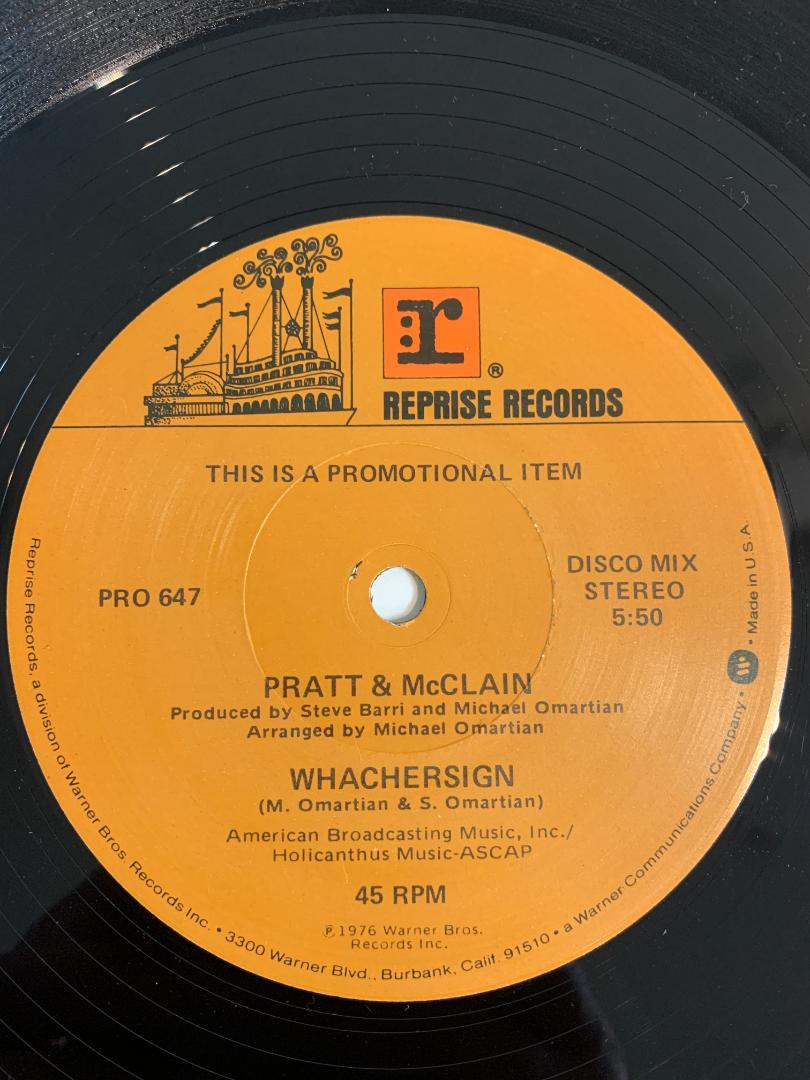 r ®
REPRISE RECORDS
THIS IS A PROMOTIONAL ITEM
PRO 647
DISCO MIX
STEREO
5:50
PRATT & McCLAIN
Produced by Steve Barri and Michael Omartian
Arranged by Michael Omartian
WHACHERSIGN
(M. Omartian & S. Omartian)
American Broadcasting Music, Inc./
Holicanthus Music-ASCAP
45 RPM
℗ 1976 Warner Bros.
Records Inc.
Reprise Records, a division of Warner Bros. Records Inc. • 3300 Warner Blvd., Burbank, Calif. 91510 • a Warner Communications Company • W • Made in U.S.A.